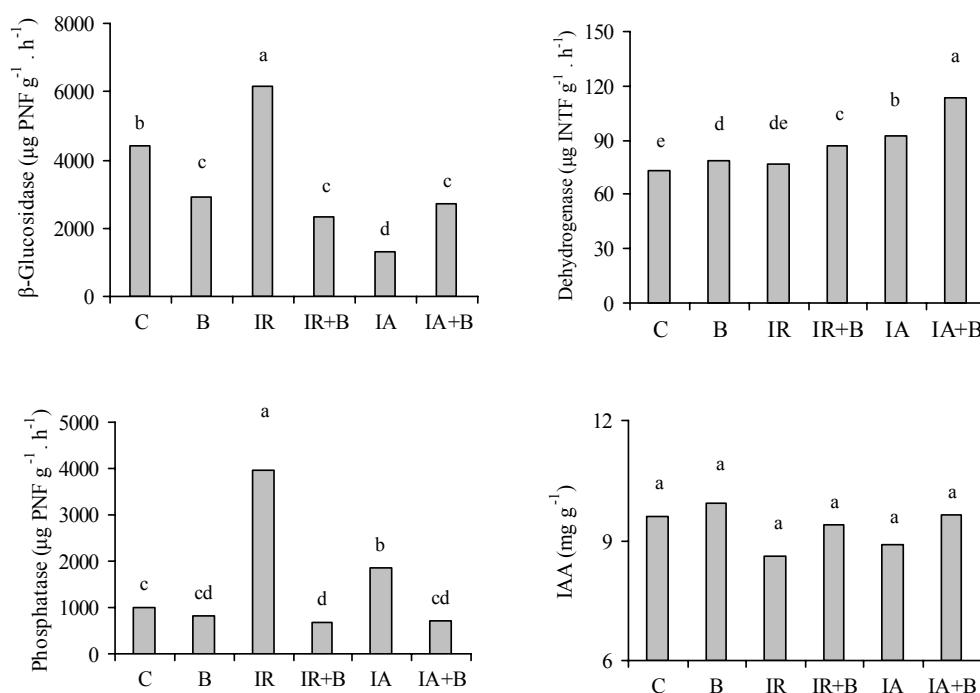 β-Glucosidase (µg PNF g⁻¹ . h⁻¹)
8000
6000
4000
2000
0
b
c
a
c
d
c
C B IR IR+B IA IA+B
Dehydrogenase (µg INTF g⁻¹ . h⁻¹)
150
120
90
60
30
0
e
d
de
c
b
a
C B IR IR+B IA IA+B
Phosphatase (µg PNF g⁻¹ . h⁻¹)
5000
4000
3000
2000
1000
0
c
cd
a
d
b
cd
C B IR IR+B IA IA+B
IAA (mg g⁻¹)
12
9
6
a
a
a
a
a
a
C B IR IR+B IA IA+B